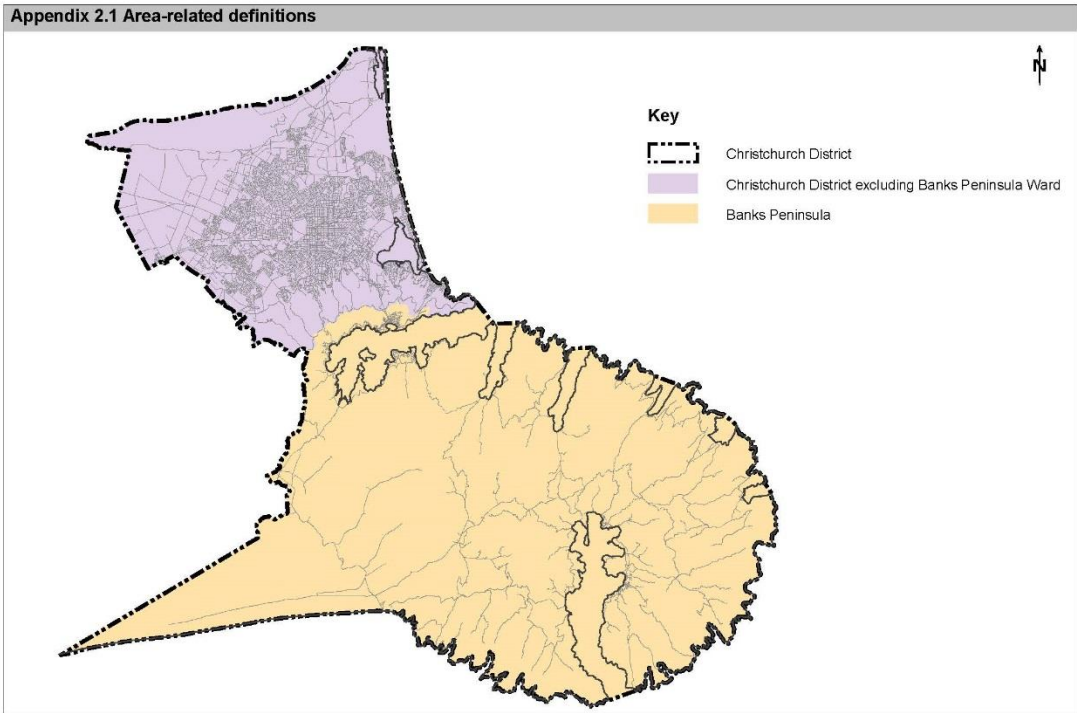 Appendix 2.1 Area-related definitions
N
Key
Christchurch District
Christchurch District excluding Banks Peninsula Ward
Banks Peninsula